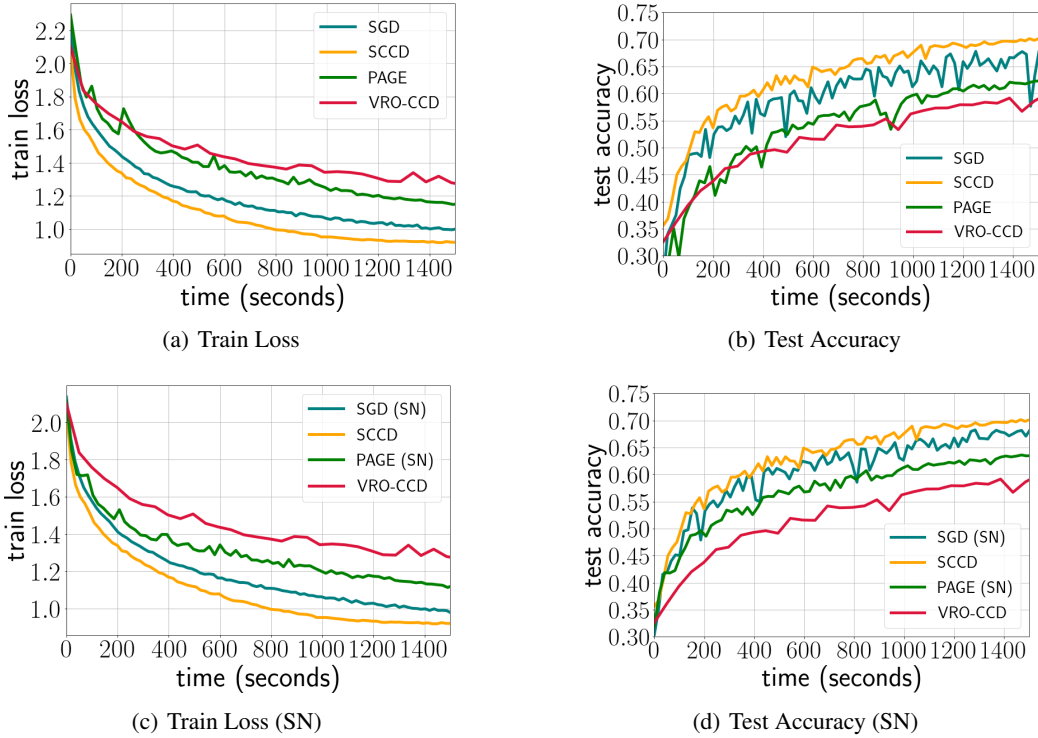 2.2
2.0
1.8
1.6
1.4
1.2
1.0
0 200 400 600 800 1000 1200 1400
train loss
time (seconds)
SGD
SCCD
PAGE
VRO-CCD
(a) Train Loss
0.75
0.70
0.65
0.60
0.55
0.50
0.45
0.40
0.35
0.30
0 200 400 600 800 1000 1200 1400
test accuracy
time (seconds)
SGD
SCCD
PAGE
VRO-CCD
(b) Test Accuracy
2.0
1.8
1.6
1.4
1.2
1.0
0 200 400 600 800 1000 1200 1400
train loss
time (seconds)
SGD (SN)
SCCD
PAGE (SN)
VRO-CCD
(c) Train Loss (SN)
0.75
0.70
0.65
0.60
0.55
0.50
0.45
0.40
0.35
0.30
0 200 400 600 800 1000 1200 1400
test accuracy
time (seconds)
SGD (SN)
SCCD
PAGE (SN)
VRO-CCD
(d) Test Accuracy (SN)